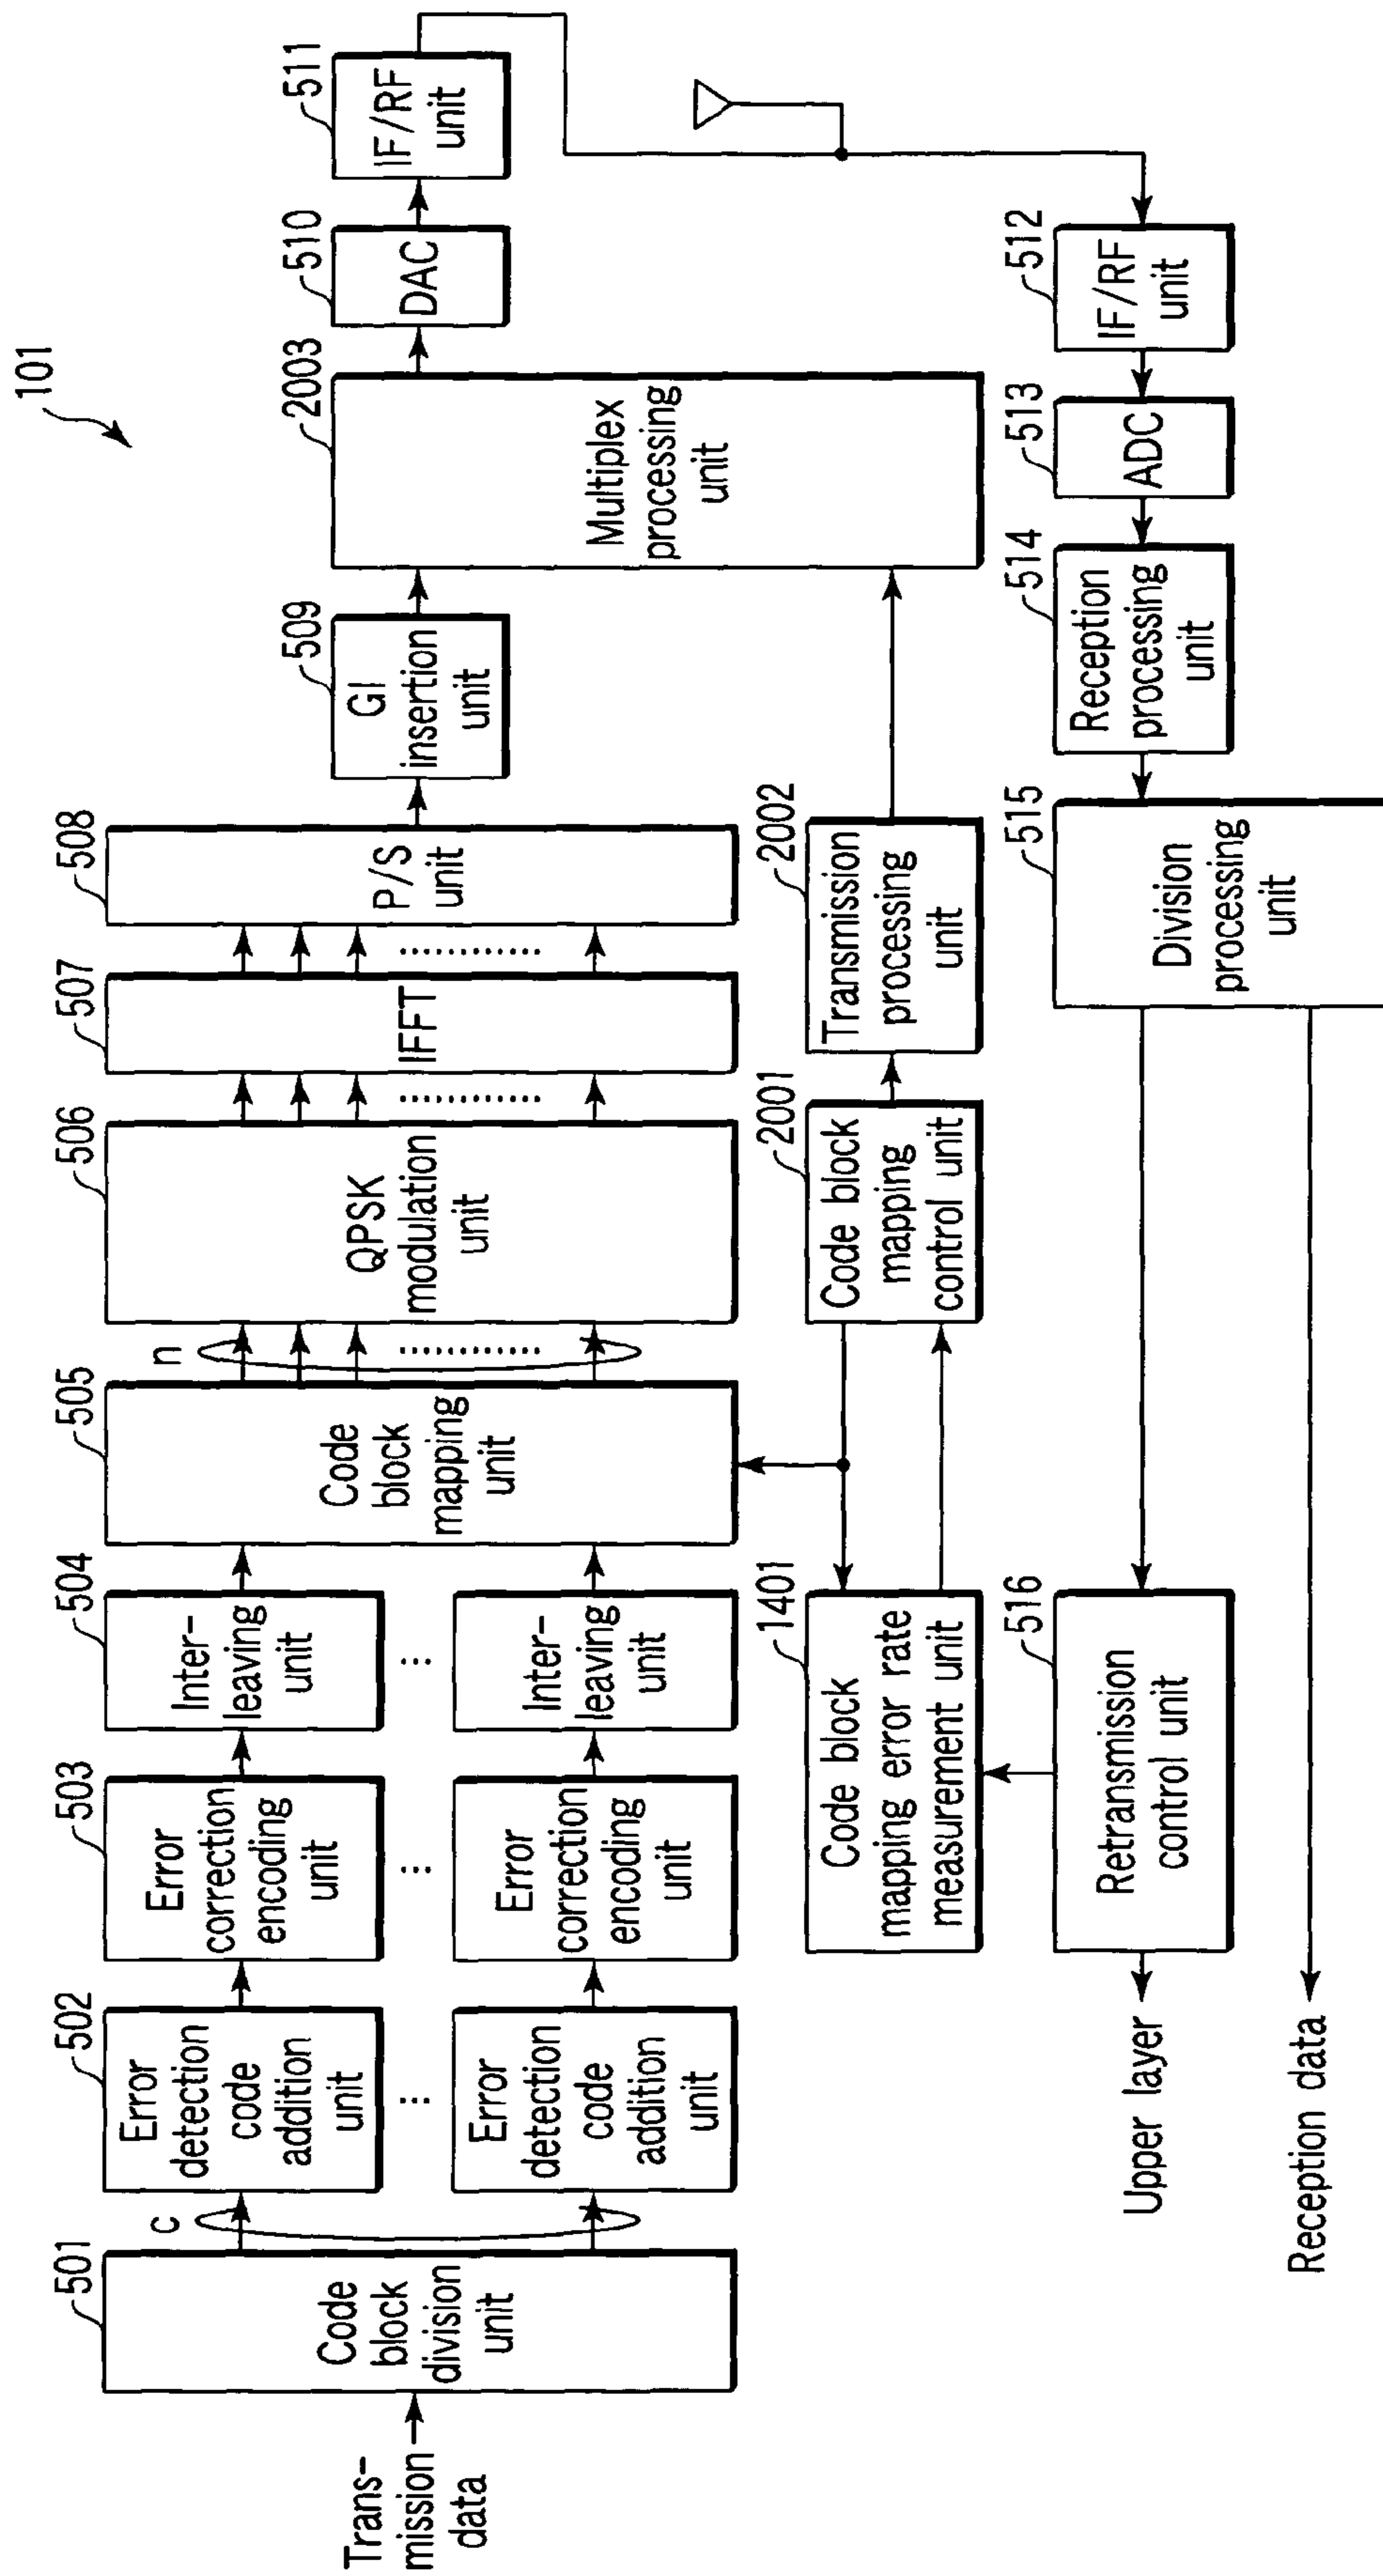 101
Trans-
mission
data
501
Code
block
division
unit
c
502
Error
detection
code
addition
unit
503
Error
correction
encoding
unit
504
Inter-
leaving
unit
...
...
...
Error
detection
code
addition
unit
Error
correction
encoding
unit
Inter-
leaving
unit
505
Code
block
mapping
unit
n
............
506
QPSK
modulation
unit
............
507
IFFT
............
508
P/S
unit
509
GI
insertion
unit
2003
Multiplex
processing
unit
510
DAC
511
IF/RF
unit
1401
Code block
mapping error rate
measurement unit
2001
Code block
mapping
control unit
2002
Transmission
processing
unit
512
IF/RF
unit
513
ADC
514
Reception
processing
unit
515
Division
processing
unit
516
Retransmission
control unit
Upper layer
Reception data